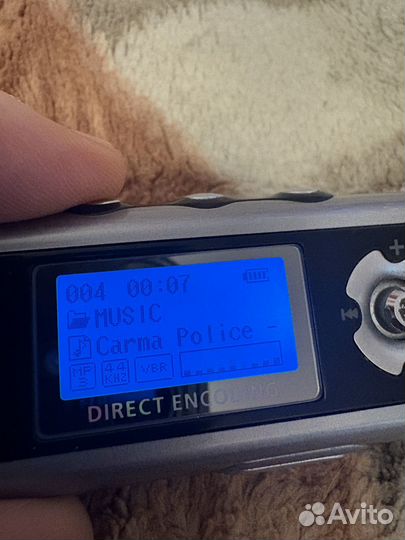 004 00:07
MUSIC
Carma Police -
MP3 44KHZ VBR
DIRECT ENCODING
Avito